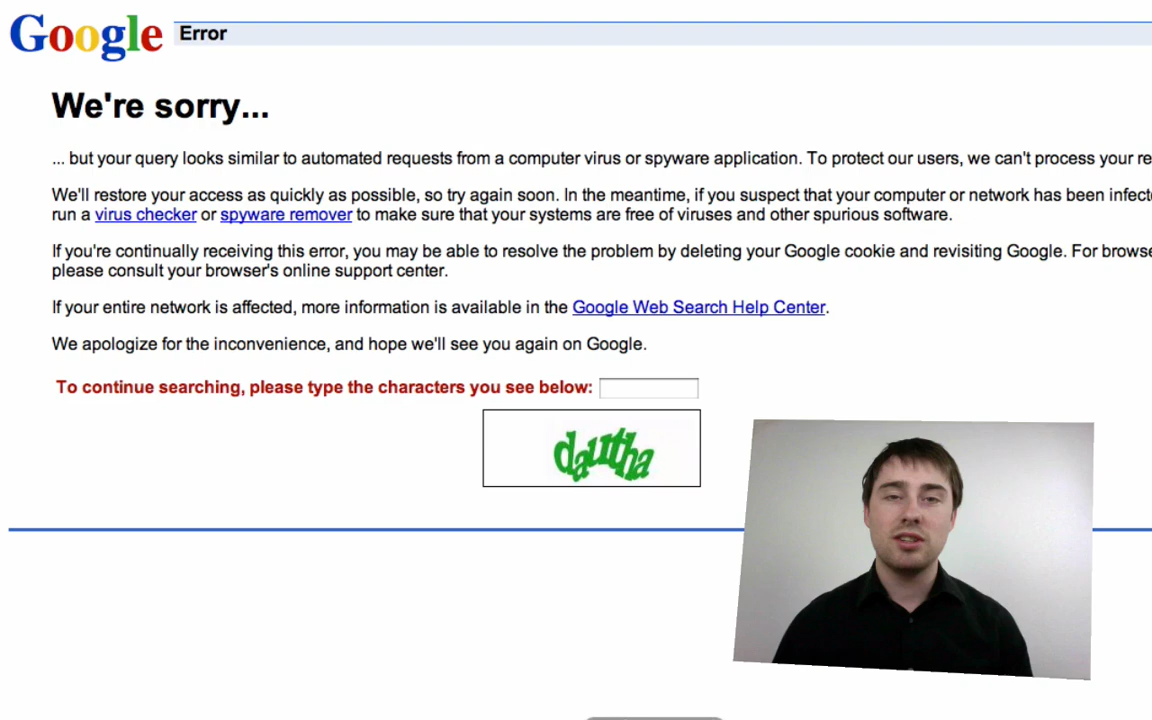 Google Error
We're sorry...
... but your query looks similar to automated requests from a computer virus or spyware application. To protect our users, we can't process your re
We'll restore your access as quickly as possible, so try again soon. In the meantime, if you suspect that your computer or network has been infecte
run a virus checker or spyware remover to make sure that your systems are free of viruses and other spurious software.
If you're continually receiving this error, you may be able to resolve the problem by deleting your Google cookie and revisiting Google. For browse
please consult your browser's online support center.
If your entire network is affected, more information is available in the Google Web Search Help Center.
We apologize for the inconvenience, and hope we'll see you again on Google.
To continue searching, please type the characters you see below:
dautha